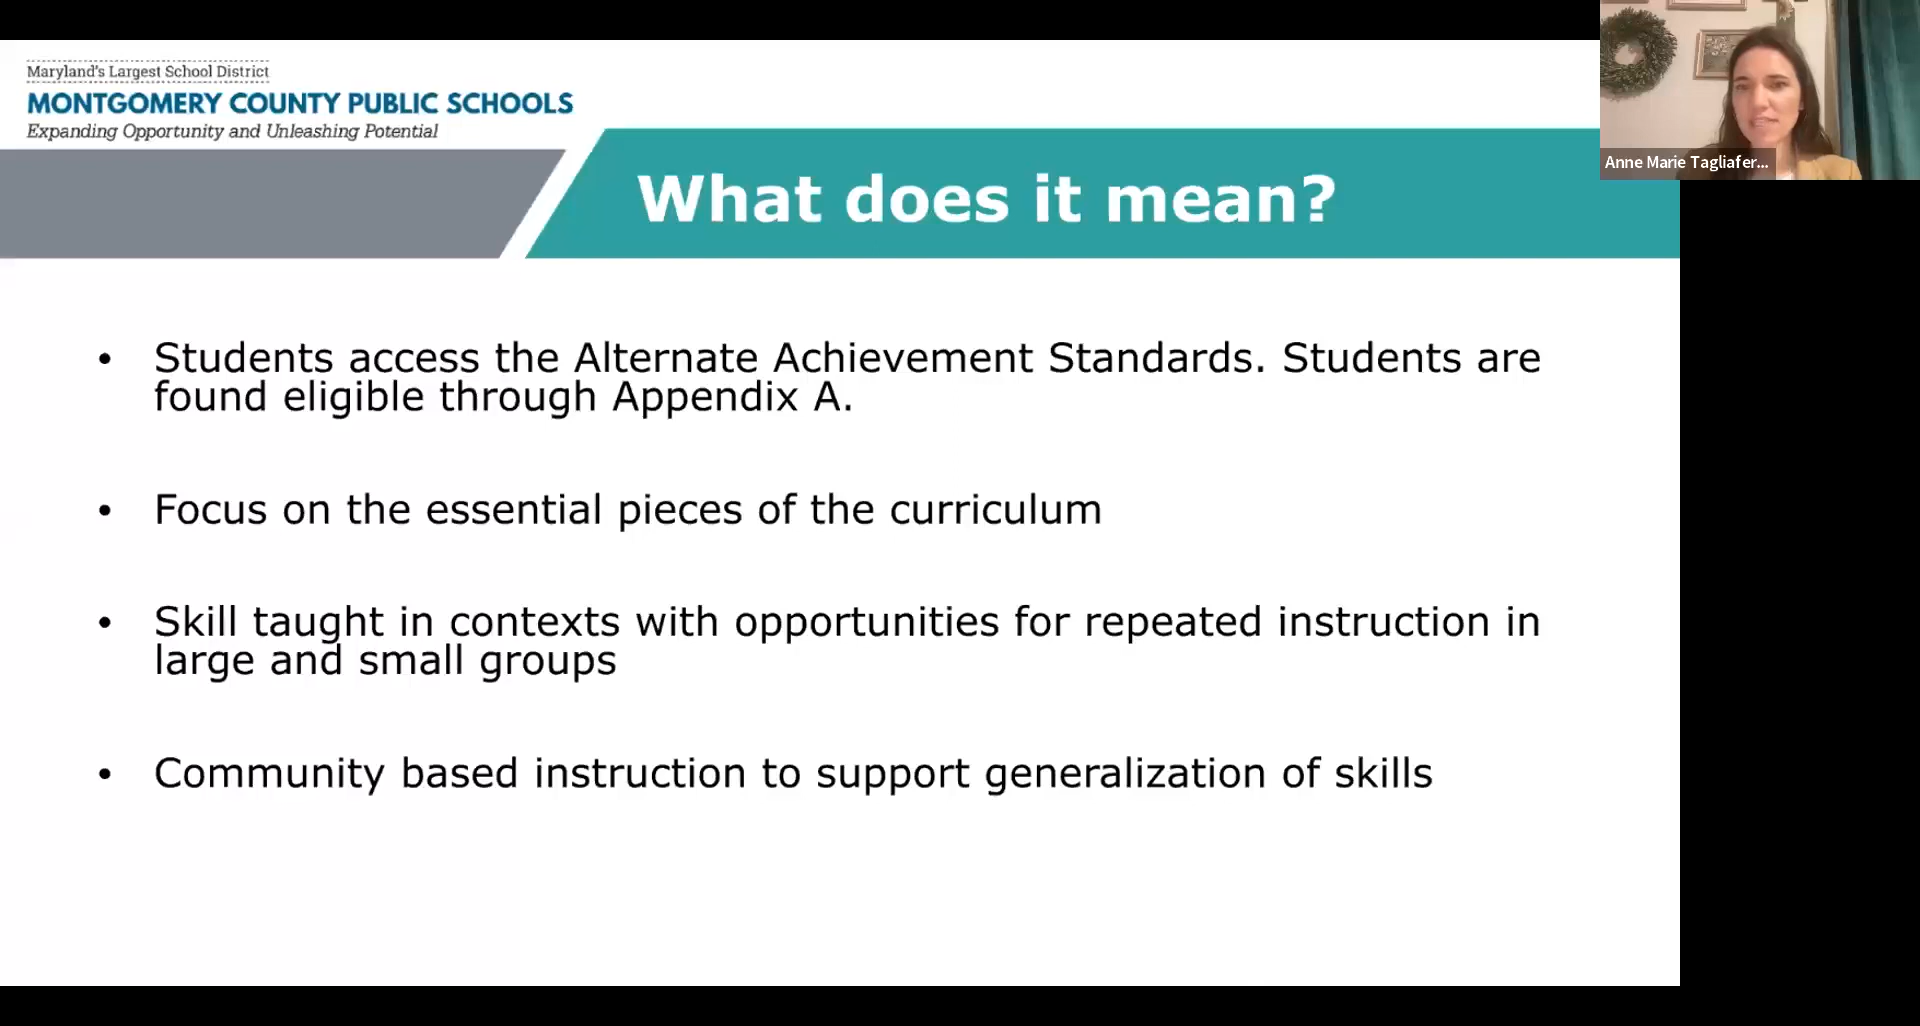 Maryland's Largest School District
MONTGOMERY COUNTY PUBLIC SCHOOLS
Expanding Opportunity and Unleashing Potential
What does it mean?
Anne Marie Tagliafer...
• Students access the Alternate Achievement Standards. Students are
found eligible through Appendix A.
• Focus on the essential pieces of the curriculum
• Skill taught in contexts with opportunities for repeated instruction in
large and small groups
• Community based instruction to support generalization of skills